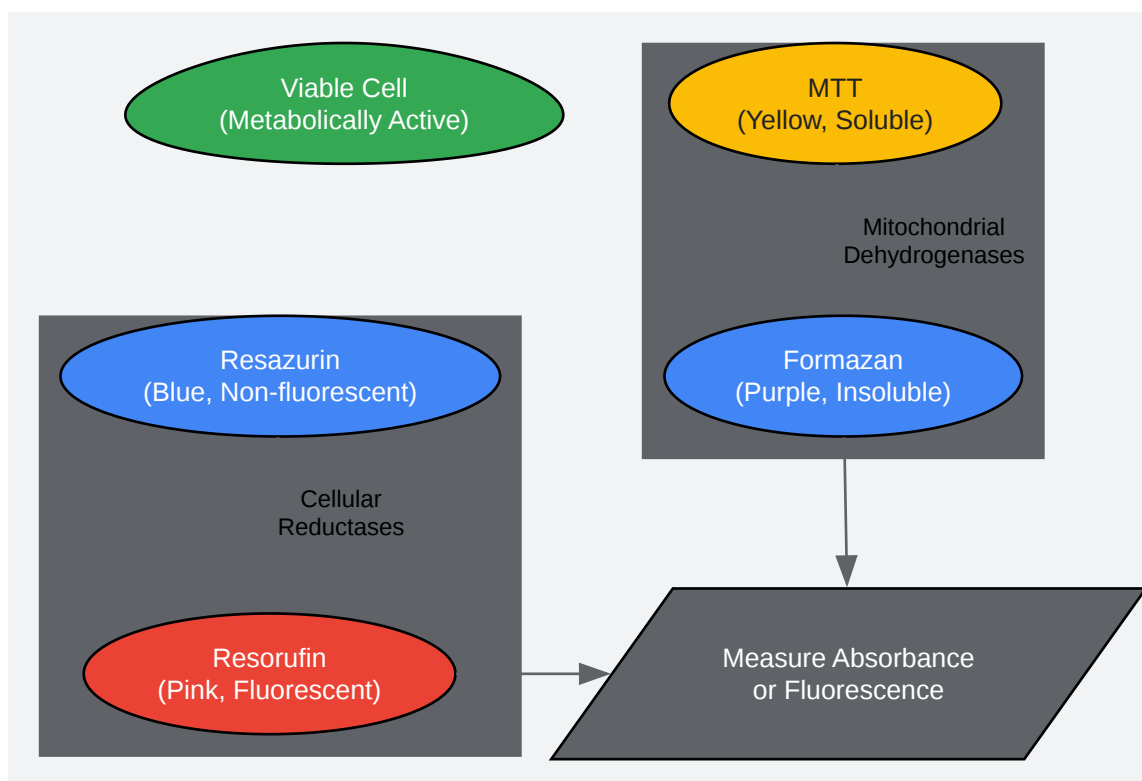 Viable Cell
(Metabolically Active)
MTT
(Yellow, Soluble)
Mitochondrial
Dehydrogenases
Formazan
(Purple, Insoluble)
Resazurin
(Blue, Non-fluorescent)
Cellular
Reductases
Resorufin
(Pink, Fluorescent)
Measure Absorbance
or Fluorescence